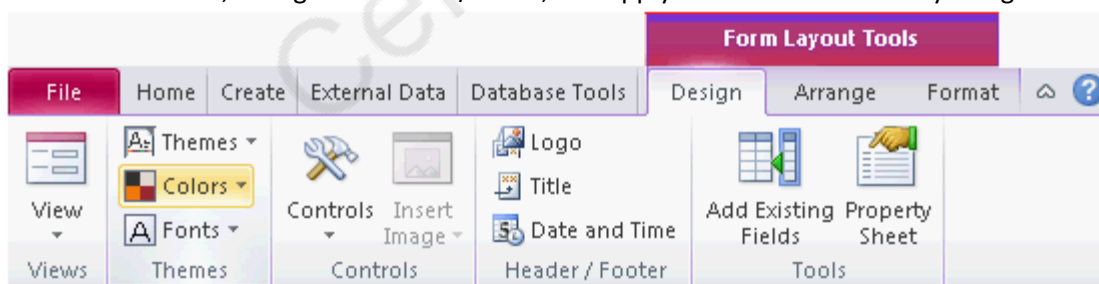 Form Layout Tools
File Home Create External Data Database Tools Design Arrange Format
Themes Logo
Colors Title
View Controls Insert Image Add Existing Fields Property Sheet
Fonts Date and Time
Views Themes Controls Header / Footer Tools